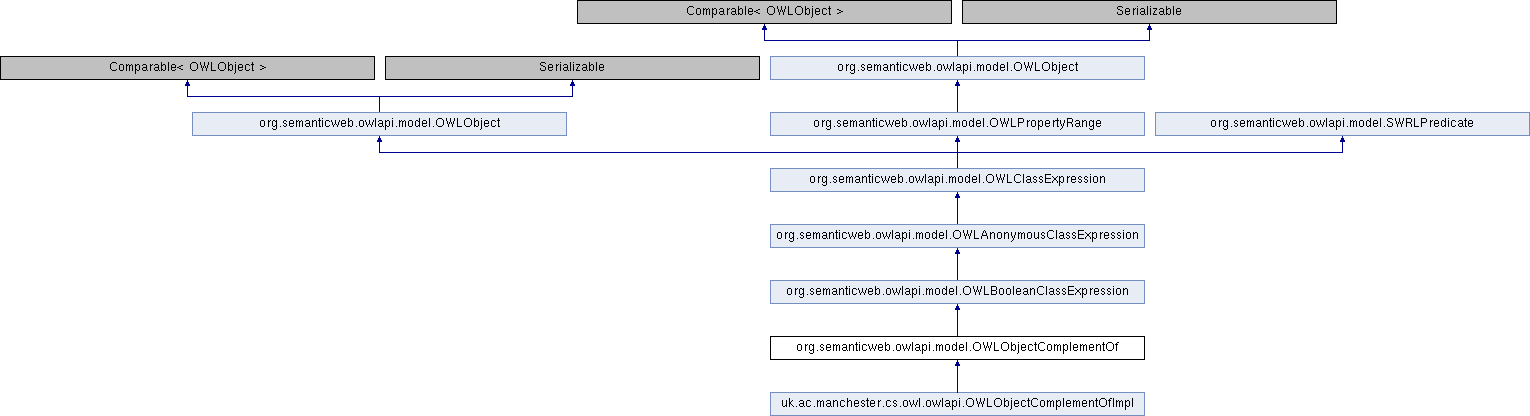 Comparable< OWLObject >
Serializable
Comparable< OWLObject >
Serializable
org.semanticweb.owlapi.model.OWLObject
org.semanticweb.owlapi.model.OWLObject
org.semanticweb.owlapi.model.OWLPropertyRange
org.semanticweb.owlapi.model.SWRLPredicate
org.semanticweb.owlapi.model.OWLClassExpression
org.semanticweb.owlapi.model.OWLAnonymousClassExpression
org.semanticweb.owlapi.model.OWLBooleanClassExpression
org.semanticweb.owlapi.model.OWLObjectComplementOf
uk.ac.manchester.cs.owl.owlapi.OWLObjectComplementOfImpl